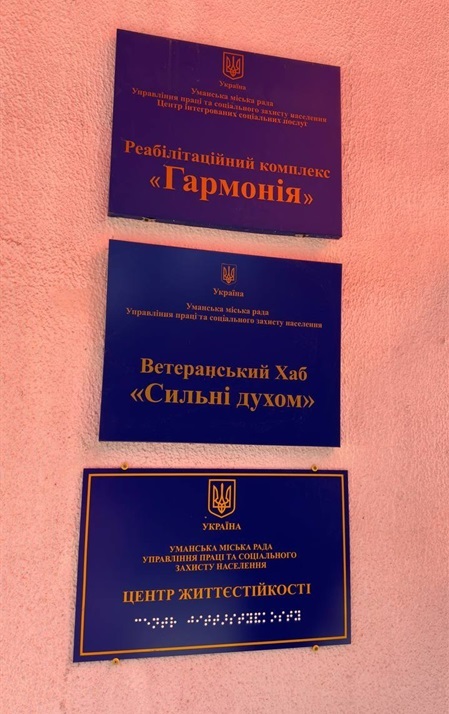 Україна
Уманська міська рада
Управління праці та соціального захисту населення
Центр інтегрованих соціальних послуг
Реабілітаційний комплекс
«Гармонія»
Україна
Уманська міська рада
Управління праці та соціального захисту населення
Ветеранський Хаб
«Сильні духом»
УКРАЇНА
УМАНСЬКА МІСЬКА РАДА
УПРАВЛІННЯ ПРАЦІ ТА СОЦІАЛЬНОГО
ЗАХИСТУ НАСЕЛЕННЯ
ЦЕНТР ЖИТТЄСТІЙКОСТІ